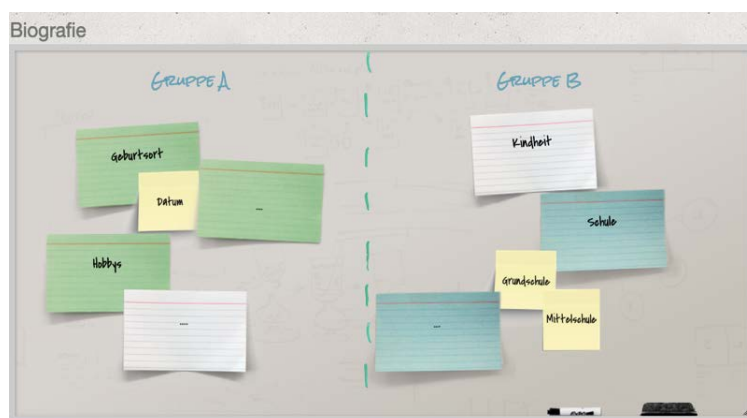 Biografie
GRUPPE A
GRUPPE B
Geburtsort
Datum
...
Hobbys
...
Kindheit
Schule
Grundschule
Mittelschule
...